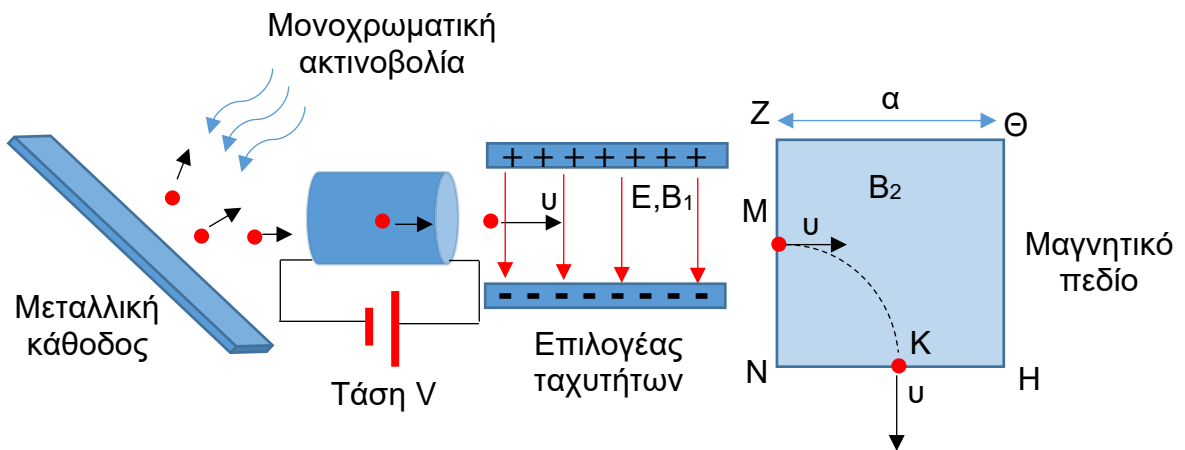 Μονοχρωματική
ακτινοβολία
Μεταλλική
κάθοδος
Τάση V
+ + + + + + +
υ
E,B₁
- - - - - - -
Επιλογέας
ταχυτήτων
Ζ
α
Θ
B₂
Μ
υ
Μαγνητικό
πεδίο
Κ
Ν
Η
υ